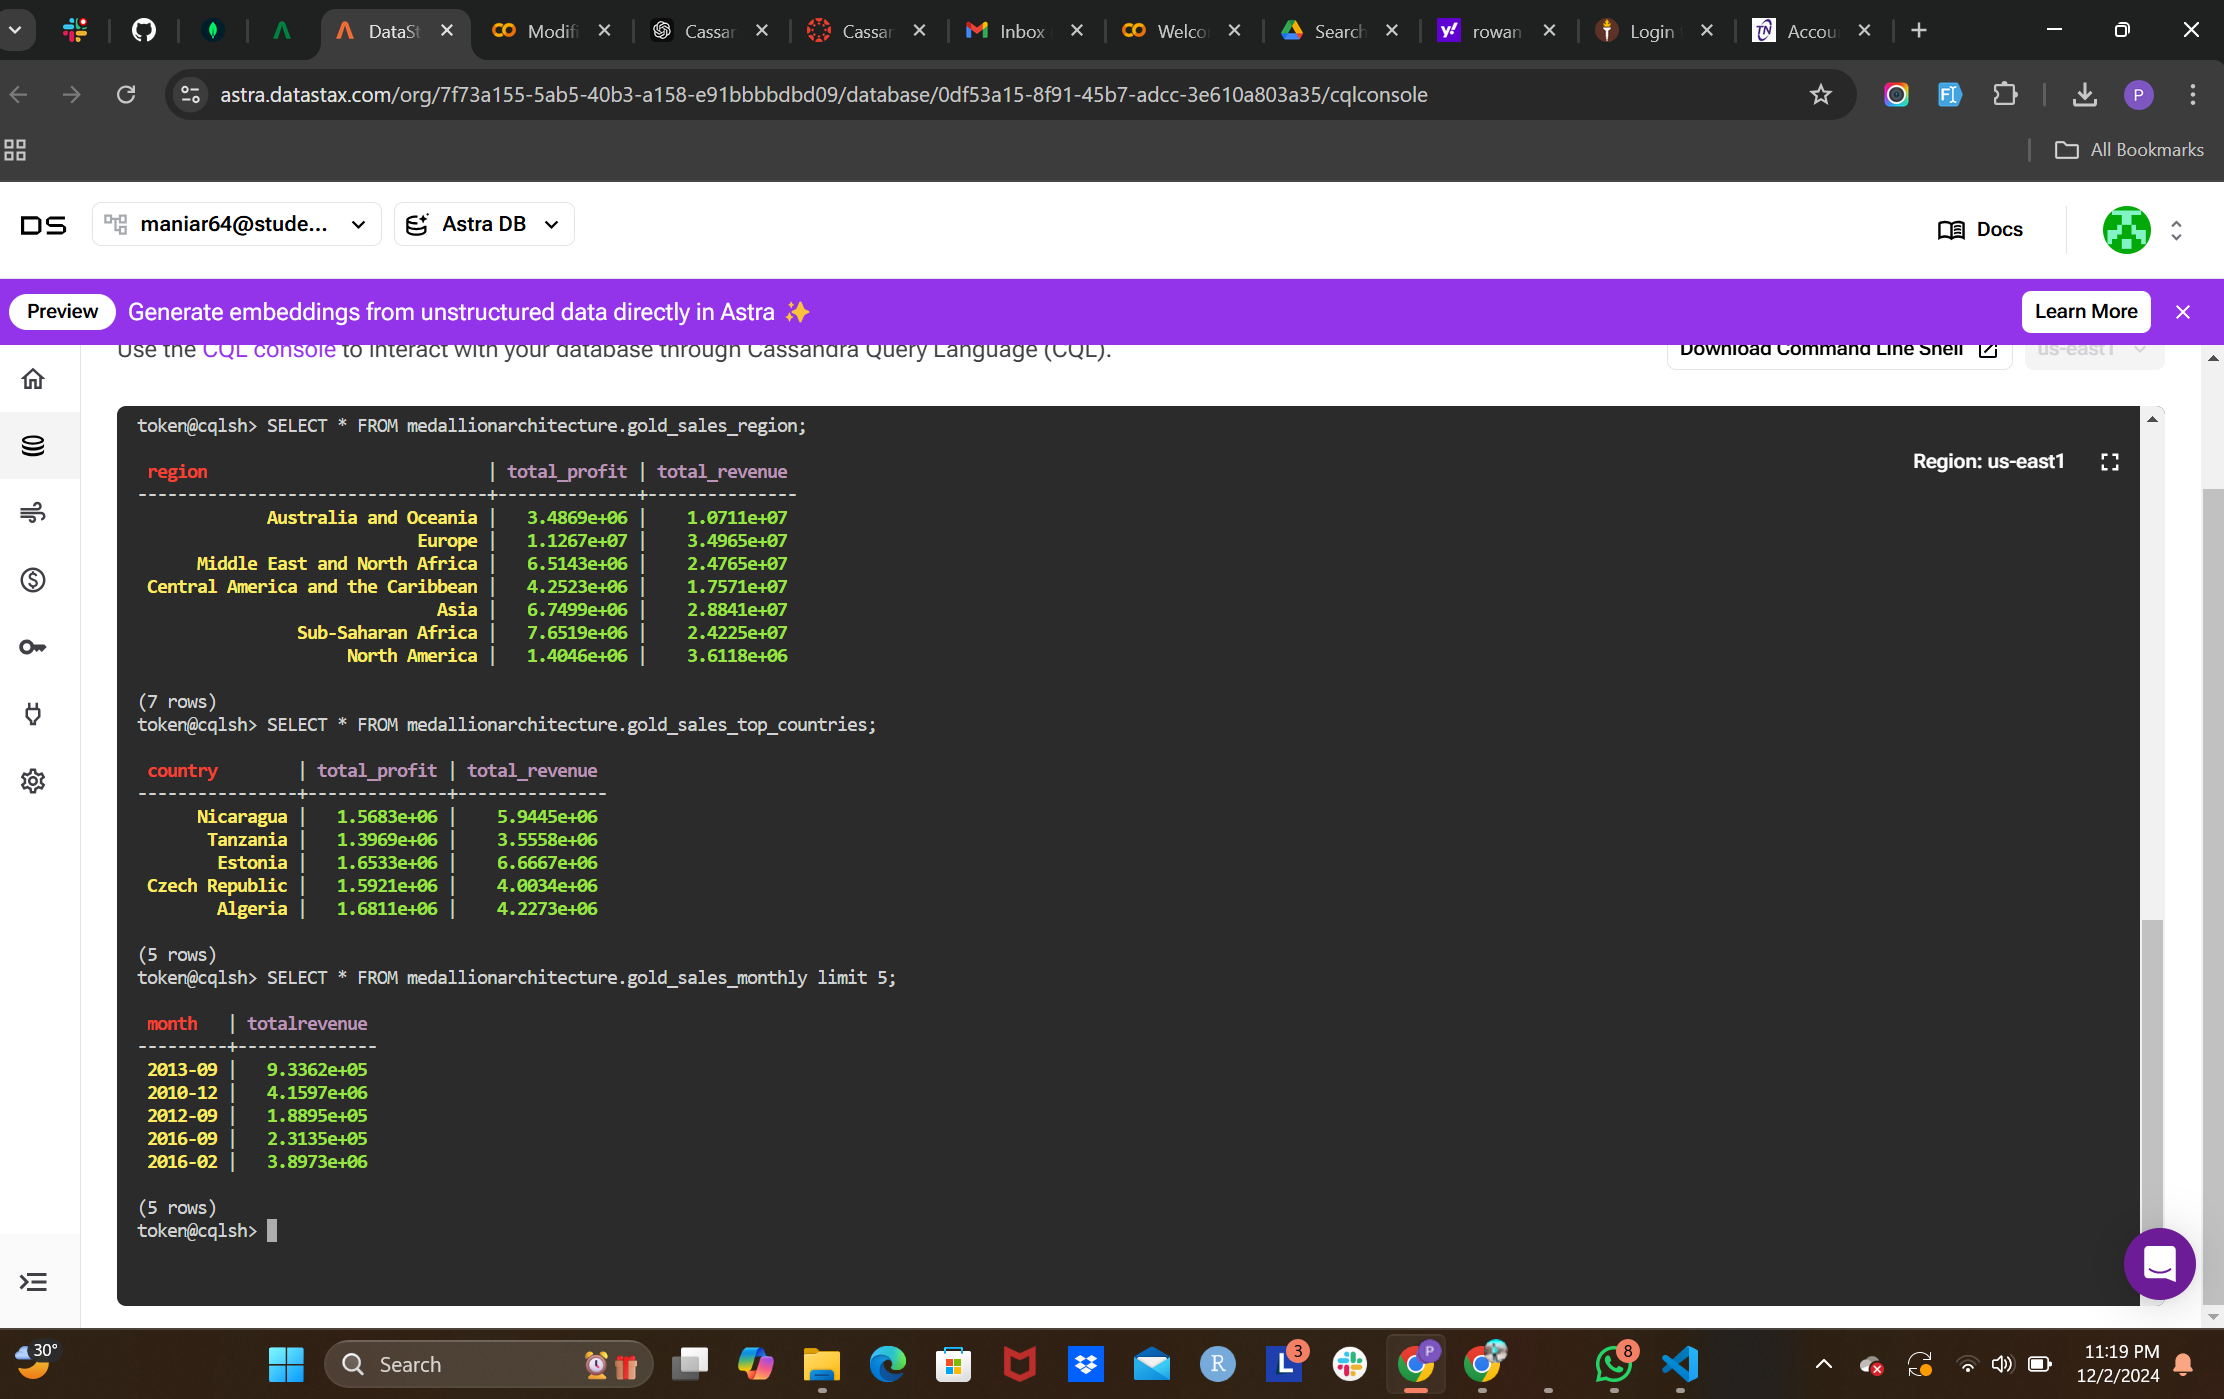 DataSt
Modifi
Cassar
Cassar
Inbox
Welco
Search
rowan
Login
Accou
astra.datastax.com/org/7f73a155-5ab5-40b3-a158-e91bbbbdbd09/database/0df53a15-8f91-45b7-adcc-3e610a803a35/cqlconsole
P
All Bookmarks
DS
maniar64@stude...
Astra DB
Docs
Preview
Generate embeddings from unstructured data directly in Astra ✨
Learn More
Use the CQL console to interact with your database through Cassandra Query Language (CQL).
Download Command Line Shell
us-east1
token@cqlsh> SELECT * FROM medallionarchitecture.gold_sales_region;
Region: us-east1
region | total_profit | total_revenue
-----------------------------------+--------------+---------------
Australia and Oceania | 3.4869e+06 | 1.0711e+07
Europe | 1.1267e+07 | 3.4965e+07
Middle East and North Africa | 6.5143e+06 | 2.4765e+07
Central America and the Caribbean | 4.2523e+06 | 1.7571e+07
Asia | 6.7499e+06 | 2.8841e+07
Sub-Saharan Africa | 7.6519e+06 | 2.4225e+07
North America | 1.4046e+06 | 3.6118e+06
(7 rows)
token@cqlsh> SELECT * FROM medallionarchitecture.gold_sales_top_countries;
country | total_profit | total_revenue
----------------+--------------+---------------
Nicaragua | 1.5683e+06 | 5.9445e+06
Tanzania | 1.3969e+06 | 3.5558e+06
Estonia | 1.6533e+06 | 6.6667e+06
Czech Republic | 1.5921e+06 | 4.0034e+06
Algeria | 1.6811e+06 | 4.2273e+06
(5 rows)
token@cqlsh> SELECT * FROM medallionarchitecture.gold_sales_monthly limit 5;
month | totalrevenue
---------+--------------
2013-09 | 9.3362e+05
2010-12 | 4.1597e+06
2012-09 | 1.8895e+05
2016-09 | 2.3135e+05
2016-02 | 3.8973e+06
(5 rows)
token@cqlsh>
30°
Search
R
L
3
P
8
11:19 PM
12/2/2024